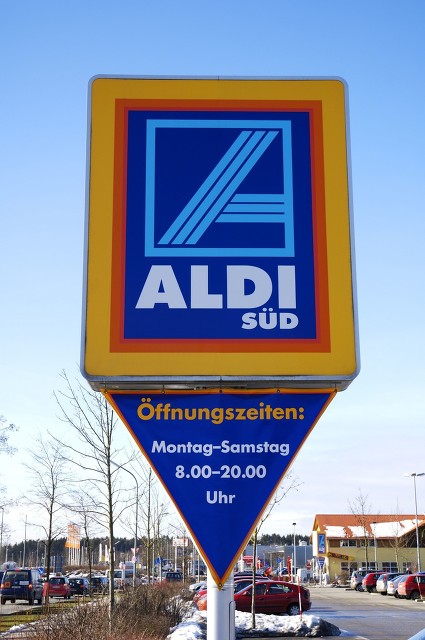 ALDI
SÜD
Öffnungszeiten:
Montag–Samstag
8.00–20.00
Uhr